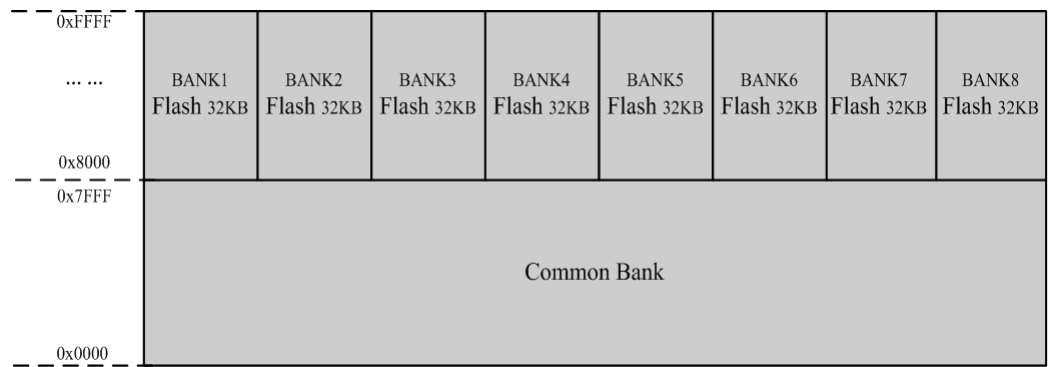 0xFFFF
... ...
BANK1 BANK2 BANK3 BANK4 BANK5 BANK6 BANK7 BANK8
Flash 32KB Flash 32KB Flash 32KB Flash 32KB Flash 32KB Flash 32KB Flash 32KB Flash 32KB
0x8000
0x7FFF
Common Bank
0x0000